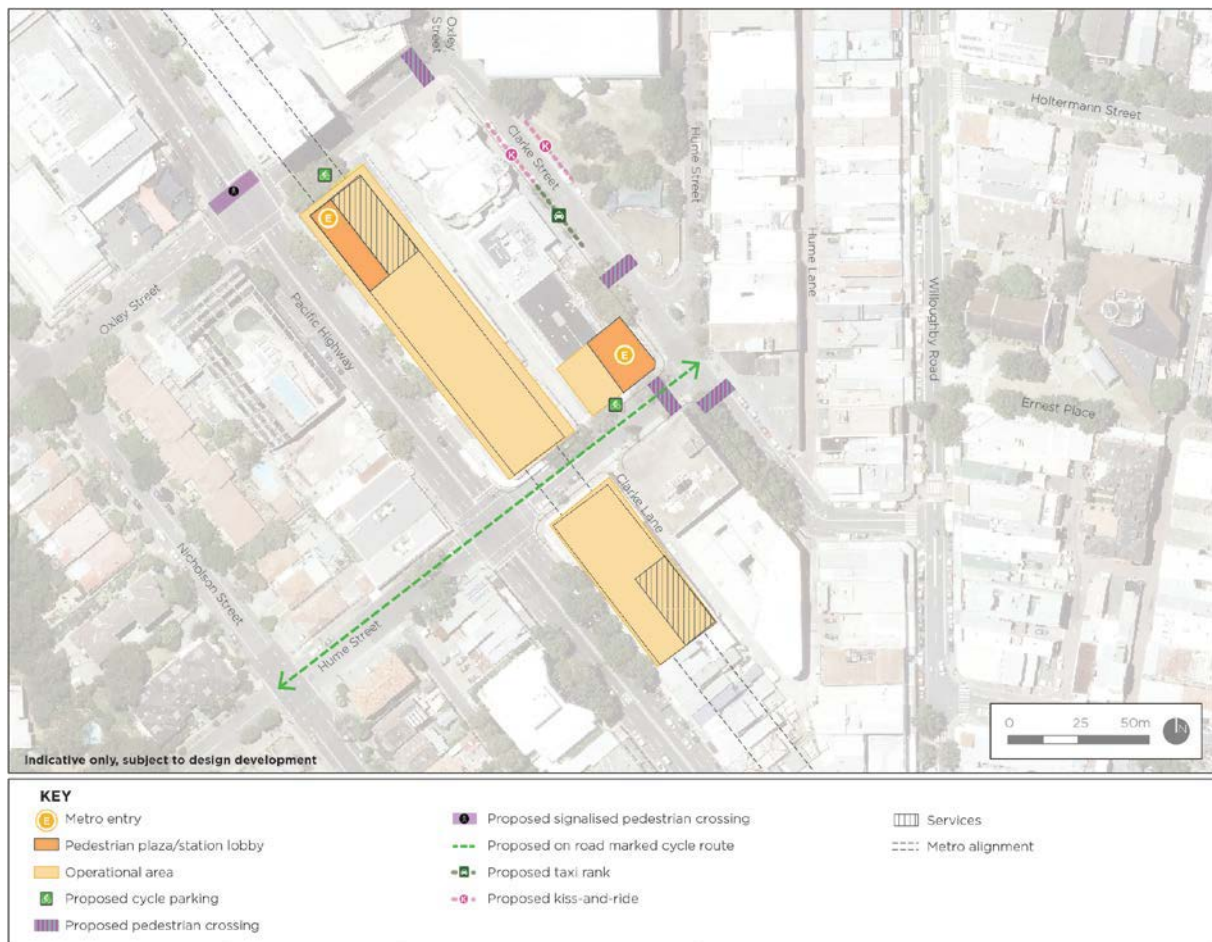 Oxley
Street
Holtermann Street
K
K
Clarke Street
Hume Street
E
Hume Lane
Willoughby Road
Oxley Street
Pacific Highway
E
Ernest Place
Clarke Lane
Nicholson Street
Hume Street
0 25 50m
N
Indicative only, subject to design development
KEY
E Metro entry
Pedestrian plaza/station lobby
Operational area
Proposed cycle parking
Proposed pedestrian crossing
Proposed signalised pedestrian crossing
Proposed on road marked cycle route
Proposed taxi rank
K Proposed kiss-and-ride
Services
Metro alignment